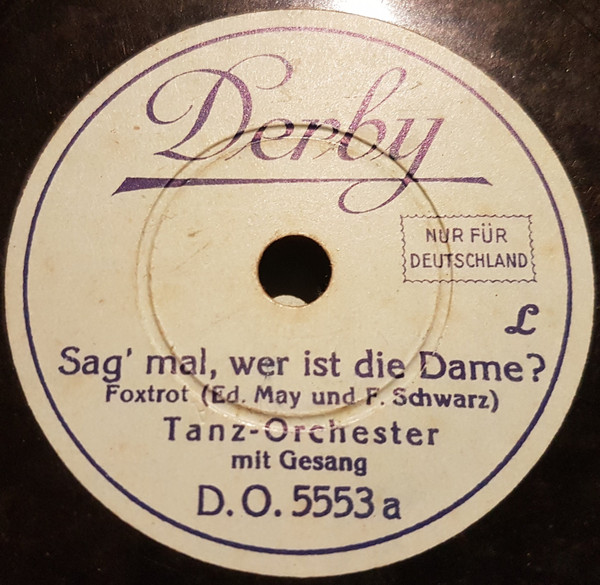 Derby
NUR FÜR
DEUTSCHLAND
L
Sag' mal, wer ist die Dame?
Foxtrot (Ed. May und F. Schwarz)
Tanz-Orchester
mit Gesang
D.O. 5553 a